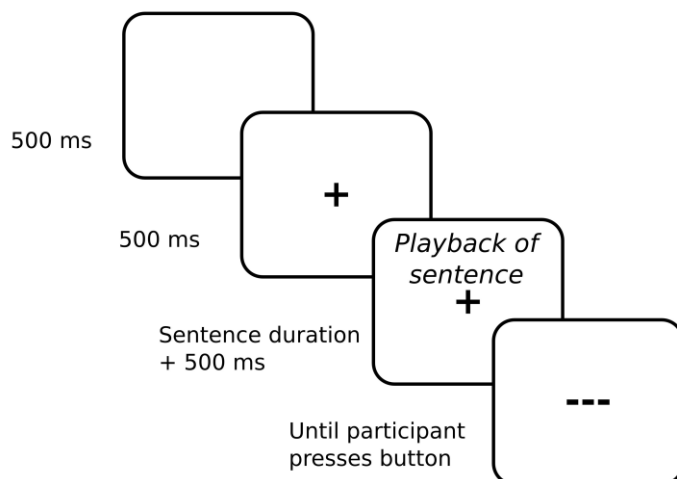 500 ms
+
500 ms
Playback of
sentence
+
Sentence duration
+ 500 ms
---
Until participant
presses button